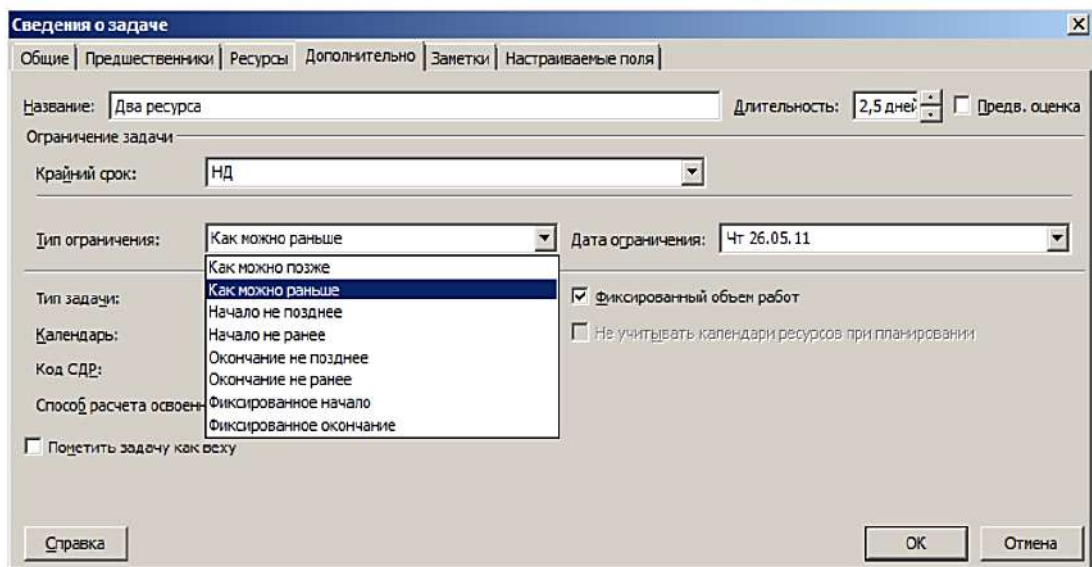 Сведения о задаче
Общие Предшественники Ресурсы Дополнительно Заметки Настраиваемые поля
Название: Два ресурса Длительность: 2,5 дней Предв. оценка
Ограничение задачи
Крайний срок: НД
Тип ограничения: Как можно раньше Дата ограничения: Чт 26.05.11
Как можно позже
Тип задачи: Как можно раньше Фиксированный объем работ
Начало не позднее
Календарь: Начало не ранее Не учитывать календари ресурсов при планировании
Окончание не позднее
Код СДР: Окончание не ранее
Способ расчета освоенн Фиксированное начало
Фиксированное окончание
Пометить задачу как веху
Справка OK Отмена